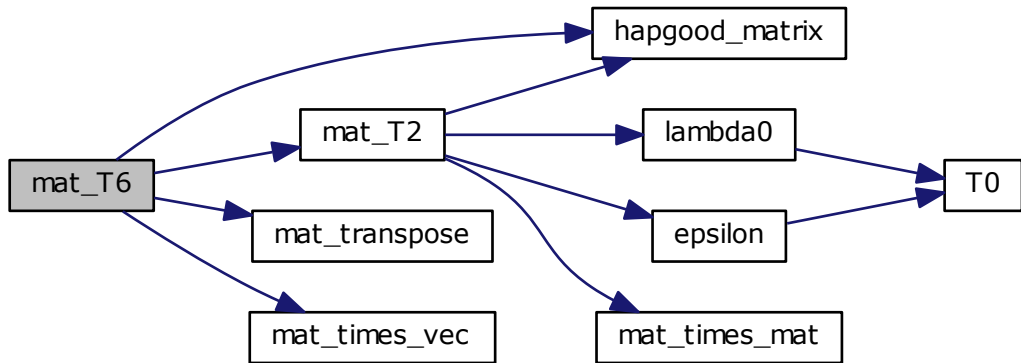 hapgood_matrix
mat_T2
lambda0
mat_T6
T0
mat_transpose
epsilon
mat_times_vec
mat_times_mat